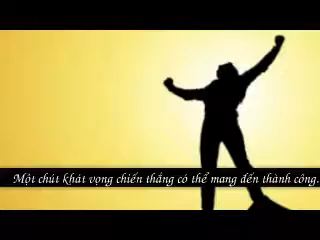 Một chút khát vọng chiến thắng có thể mang đến thành công.